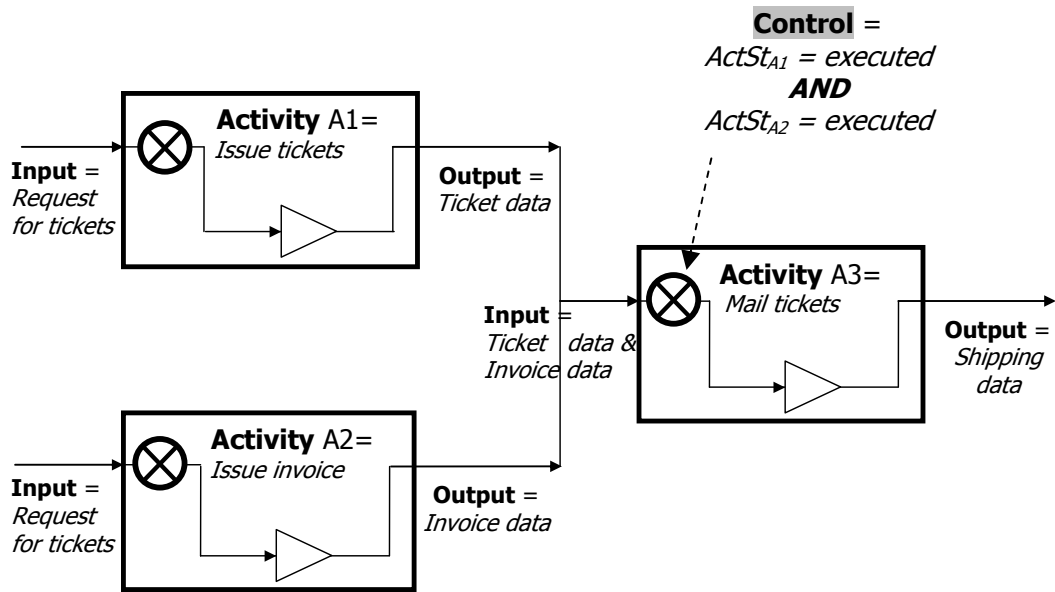 Control =
ActStA1 = executed
AND
ActStA2 = executed
Activity A1=
Issue tickets
Input =
Request
for tickets
Output =
Ticket data
Activity A3=
Mail tickets
Input =
Ticket data &
Invoice data
Output =
Shipping
data
Activity A2=
Issue invoice
Input =
Request
for tickets
Output =
Invoice data